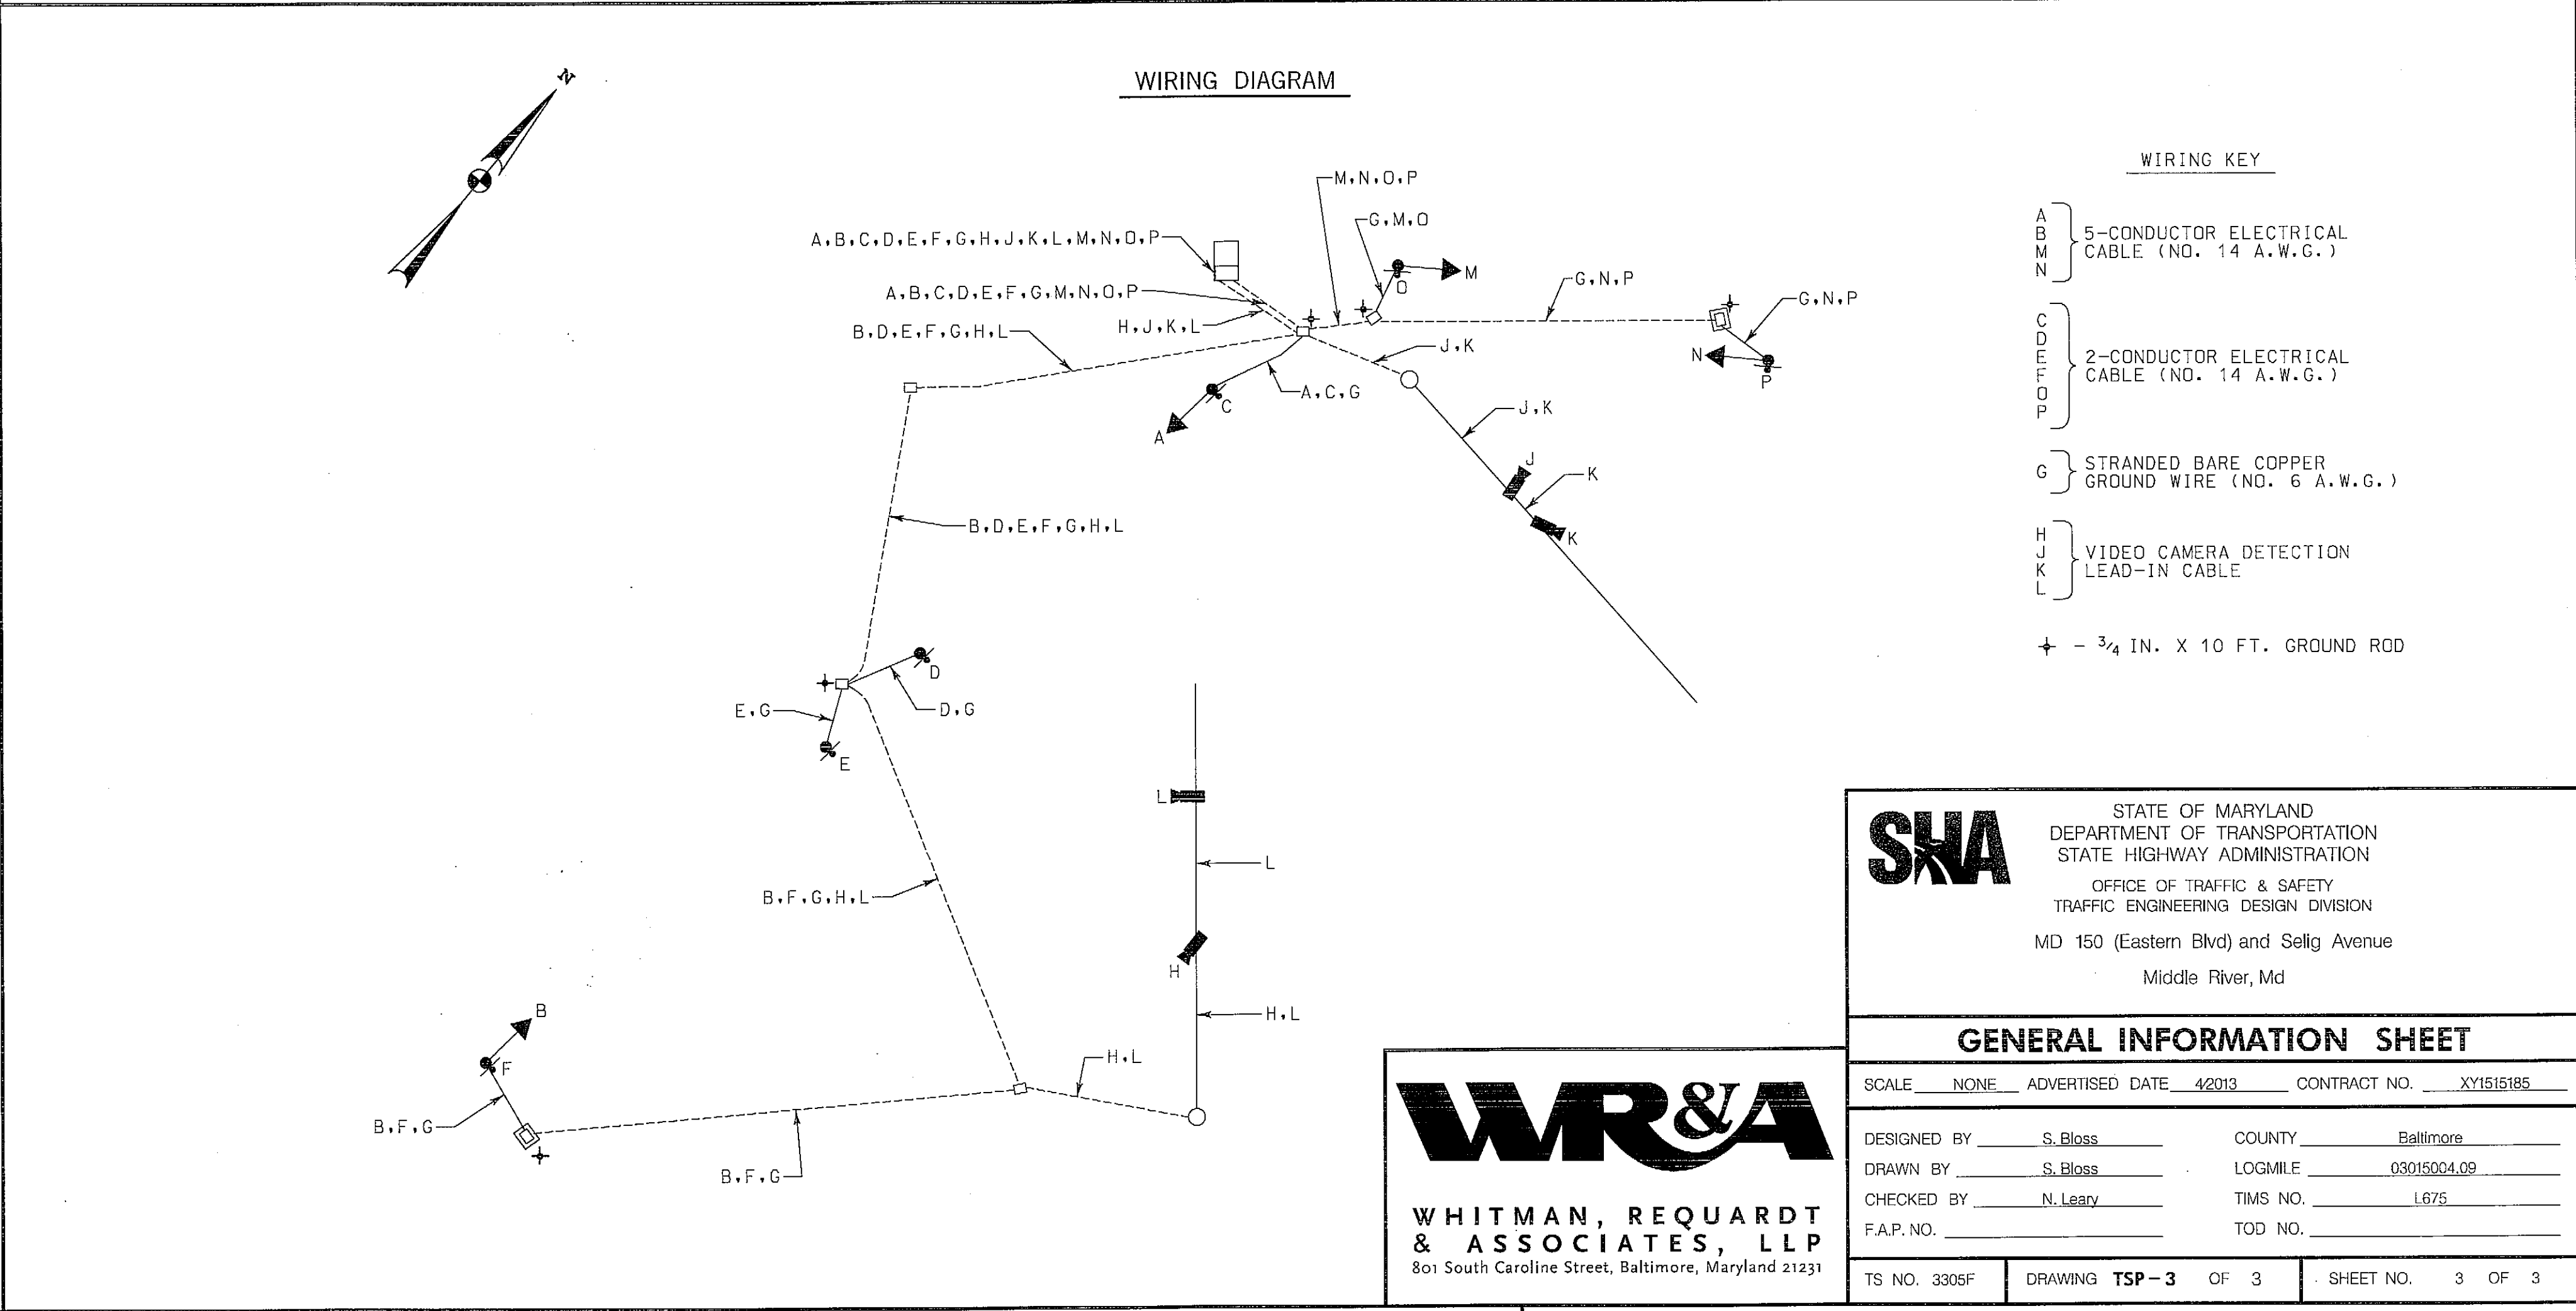 WIRING DIAGRAM
N
WIRING KEY
A
B
M
N
5-CONDUCTOR ELECTRICAL
CABLE (NO. 14 A.W.G.)
C
D
E
F
O
P
2-CONDUCTOR ELECTRICAL
CABLE (NO. 14 A.W.G.)
G
STRANDED BARE COPPER
GROUND WIRE (NO. 6 A.W.G.)
H
J
K
L
VIDEO CAMERA DETECTION
LEAD-IN CABLE
- 3/4 IN. X 10 FT. GROUND ROD
M,N,O,P
G,M,O
A,B,C,D,E,F,G,H,J,K,L,M,N,O,P
M
O
G,N,P
A,B,C,D,E,F,G,M,N,O,P
G,N,P
H,J,K,L
B,D,E,F,G,H,L
J,K
N
P
A,C,G
C
A
J,K
J
K
K
B,D,E,F,G,H,L
D
E,G
D,G
E
L
L
B,F,G,H,L
H
B
H,L
F
H,L
B,F,G
B,F,G
SHA
STATE OF MARYLAND
DEPARTMENT OF TRANSPORTATION
STATE HIGHWAY ADMINISTRATION
OFFICE OF TRAFFIC & SAFETY
TRAFFIC ENGINEERING DESIGN DIVISION
MD 150 (Eastern Blvd) and Selig Avenue
Middle River, Md
GENERAL INFORMATION SHEET
SCALE NONE ADVERTISED DATE 4/2013 CONTRACT NO. XY1515185
DESIGNED BY S. Bloss COUNTY Baltimore
DRAWN BY S. Bloss LOGMILE 03015004.09
CHECKED BY N. Leary TIMS NO. L675
F.A.P. NO. TOD NO.
TS NO. 3305F DRAWING TSP-3 OF 3 SHEET NO. 3 OF 3
WR&A
WHITMAN, REQUARDT
& ASSOCIATES, LLP
801 South Caroline Street, Baltimore, Maryland 21231